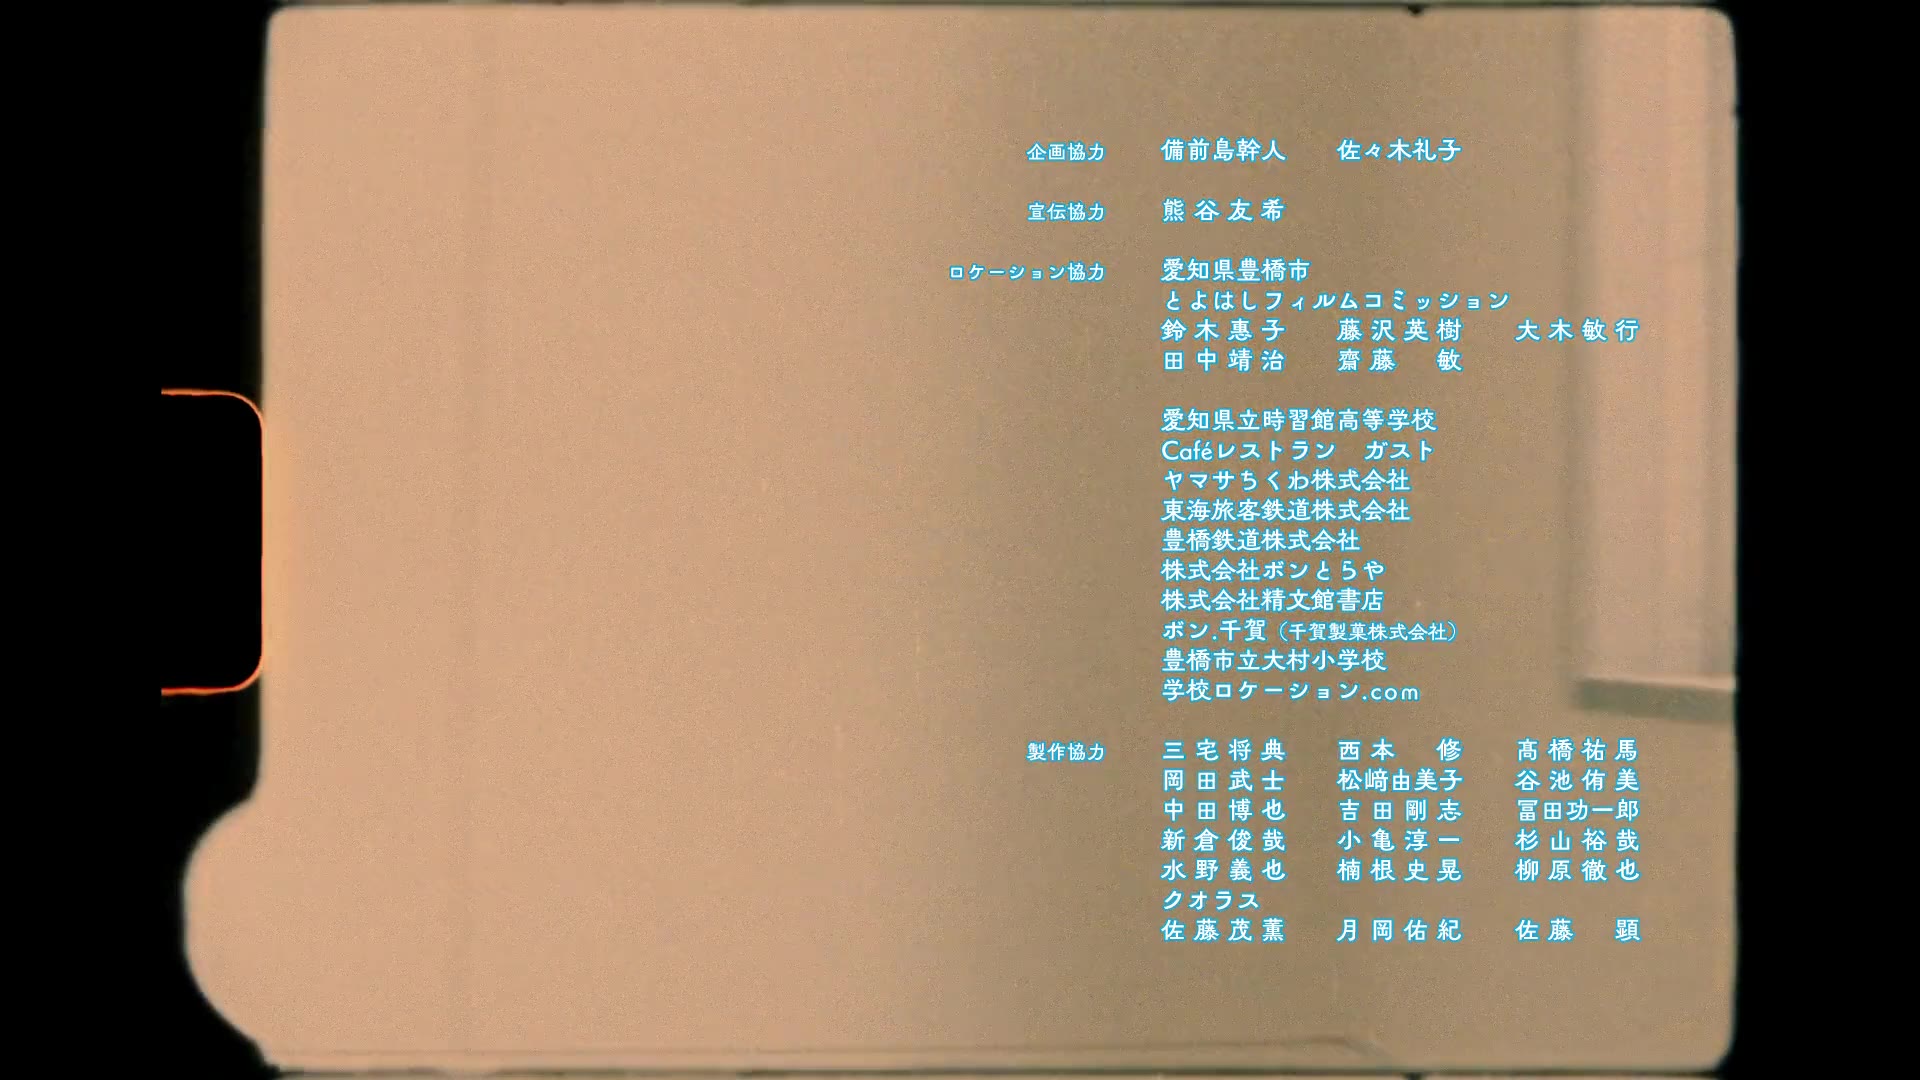 企画協力 備前島幹人 佐々木礼子
宣伝協力 熊谷友希
ロケーション協力 愛知県豊橋市
とよはしフィルムコミッション
鈴木惠子 藤沢英樹 大木敏行
田中靖治 齋藤 敏
愛知県立時習館高等学校
Caféレストラン ガスト
ヤマサちくわ株式会社
東海旅客鉄道株式会社
豊橋鉄道株式会社
株式会社ボンとらや
株式会社精文館書店
ボン.千賀（千賀製菓株式会社）
豊橋市立大村小学校
学校ロケーション.com
製作協力 三宅将典 西本 修 髙橋祐馬
岡田武士 松﨑由美子 谷池侑美
中田博也 吉田剛志 冨田功一郎
新倉俊哉 小亀淳一 杉山裕哉
水野義也 楠根史晃 柳原徹也
クオラス
佐藤茂薫 月岡佑紀 佐藤 顕